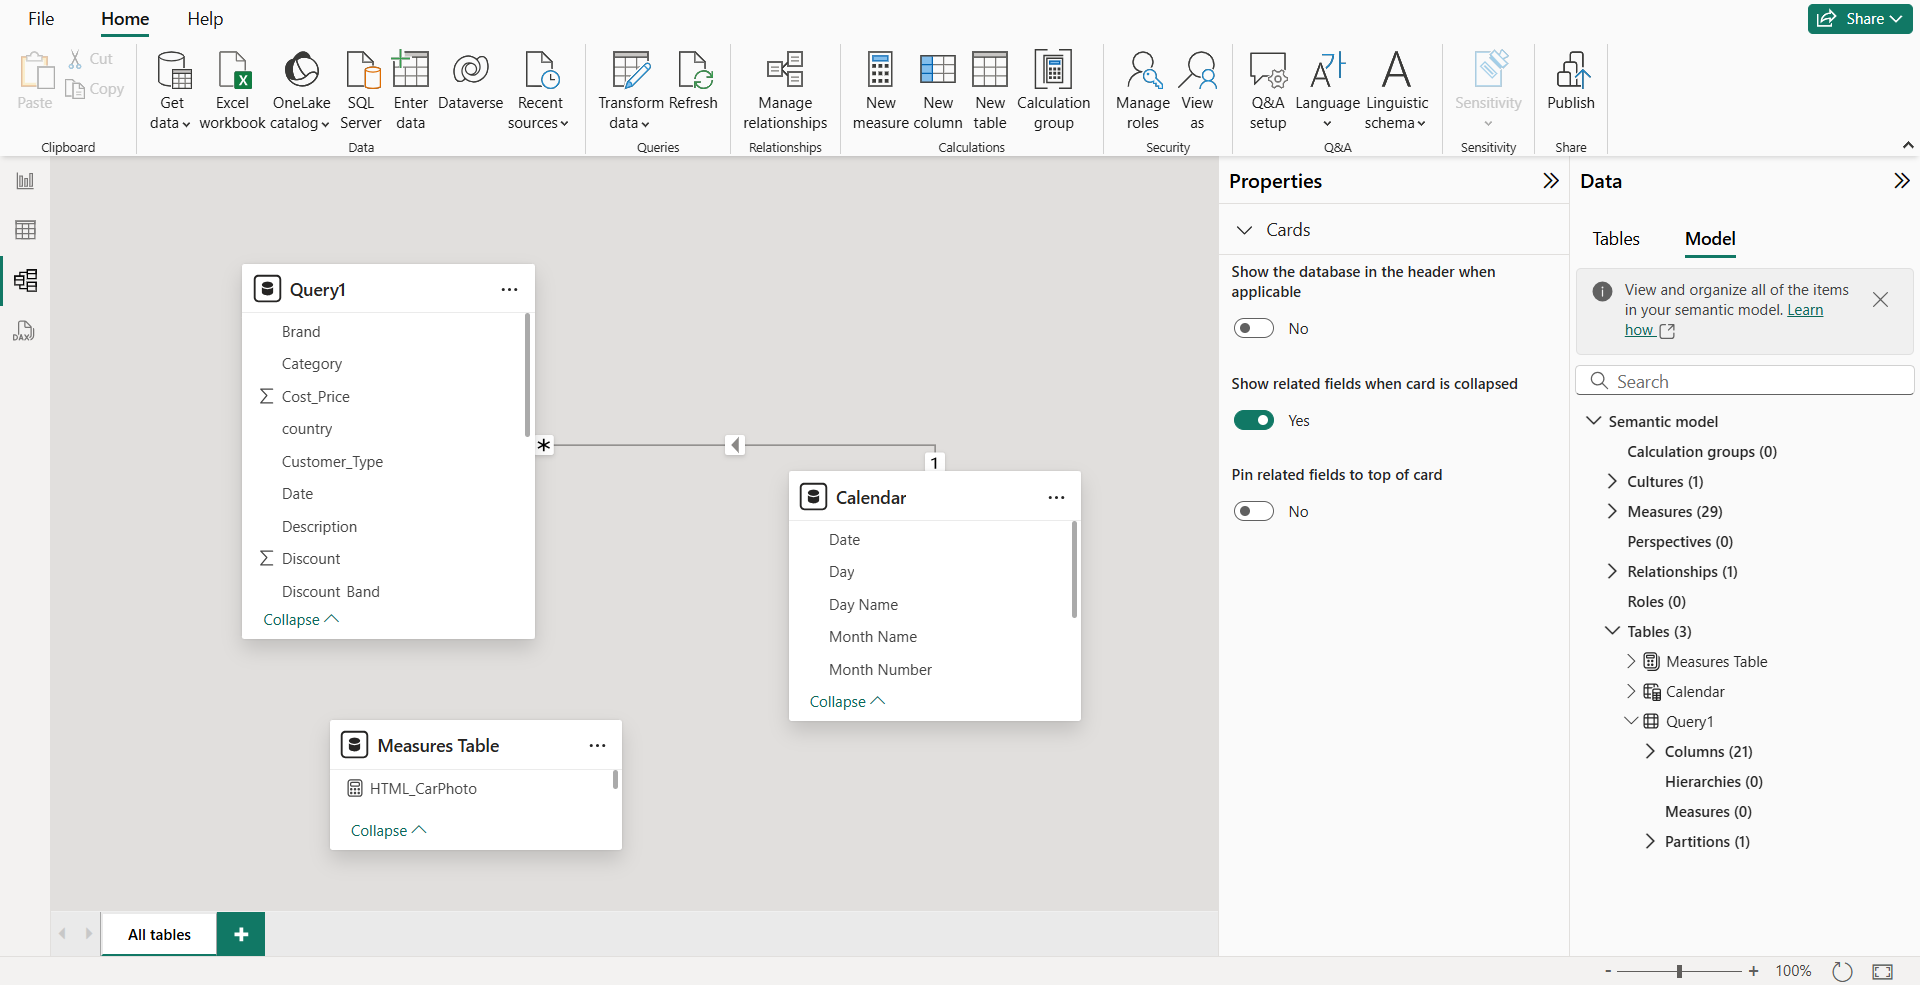 File Home Help
Share
Paste
Cut
Copy
Clipboard
Get data
Excel workbook
OneLake catalog
SQL Server
Enter data
Dataverse
Recent sources
Data
Transform data
Refresh
Queries
Manage relationships
Relationships
New measure
New column
New table
Calculation group
Calculations
Manage roles
View as
Security
Q&A setup
Language
Linguistic schema
Q&A
Sensitivity
Sensitivity
Publish
Share
DAX
Query1
Brand
Category
Cost_Price
country
Customer_Type
Date
Description
Discount
Discount Band
Collapse
*
1
Calendar
Date
Day
Day Name
Month Name
Month Number
Collapse
Measures Table
HTML_CarPhoto
Collapse
All tables
+
Properties
Cards
Show the database in the header when
applicable
No
Show related fields when card is collapsed
Yes
Pin related fields to top of card
No
Data
Tables Model
View and organize all of the items
in your semantic model. Learn
how
Search
Semantic model
Calculation groups (0)
Cultures (1)
Measures (29)
Perspectives (0)
Relationships (1)
Roles (0)
Tables (3)
Measures Table
Calendar
Query1
Columns (21)
Hierarchies (0)
Measures (0)
Partitions (1)
- + 100%